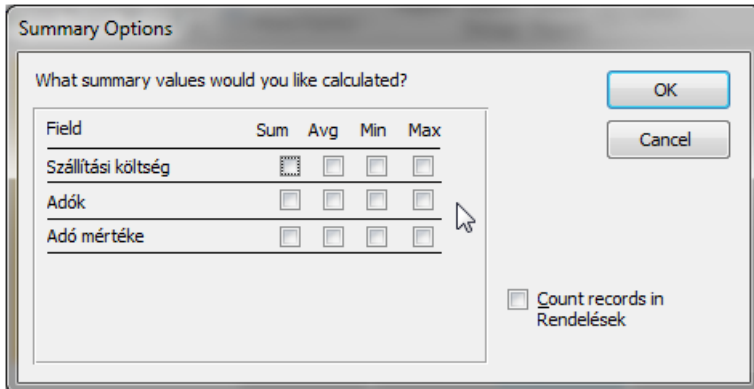 Summary Options
What summary values would you like calculated?
OK
Cancel
Field Sum Avg Min Max
Szállítási költség
Adók
Adó mértéke
Count records in
Rendelések